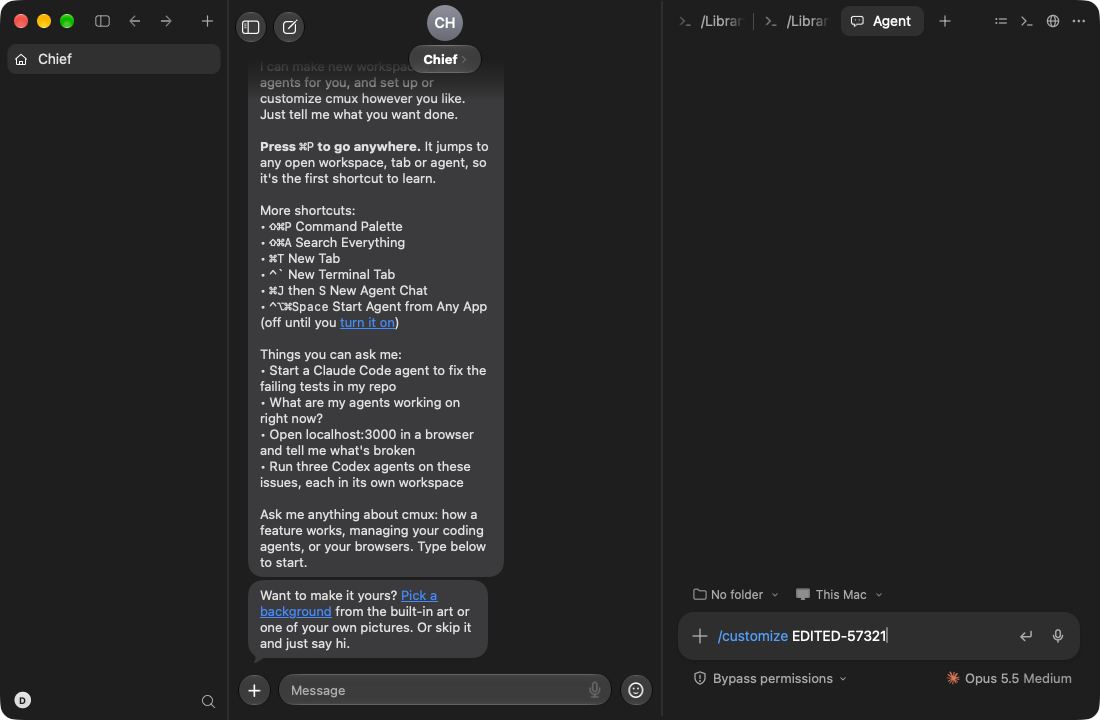 Chief
CH
Chief
I can make new workspac
agents for you, and set up or
customize cmux however you like.
Just tell me what you want done.
Press ⌘P to go anywhere. It jumps to
any open workspace, tab or agent, so
it's the first shortcut to learn.
More shortcuts:
• ⇧⌘P Command Palette
• ⇧⌘A Search Everything
• ⌘T New Tab
• ^` New Terminal Tab
• ⌘J then S New Agent Chat
• ^⌥⌘Space Start Agent from Any App
(off until you turn it on)
Things you can ask me:
• Start a Claude Code agent to fix the
failing tests in my repo
• What are my agents working on
right now?
• Open localhost:3000 in a browser
and tell me what's broken
• Run three Codex agents on these
issues, each in its own workspace
Ask me anything about cmux: how a
feature works, managing your coding
agents, or your browsers. Type below
to start.
Want to make it yours? Pick a
background from the built-in art or
one of your own pictures. Or skip it
and just say hi.
Message
D
/Librar
/Librar
Agent
No folder
This Mac
/customize EDITED-57321
Bypass permissions
Opus 5.5 Medium